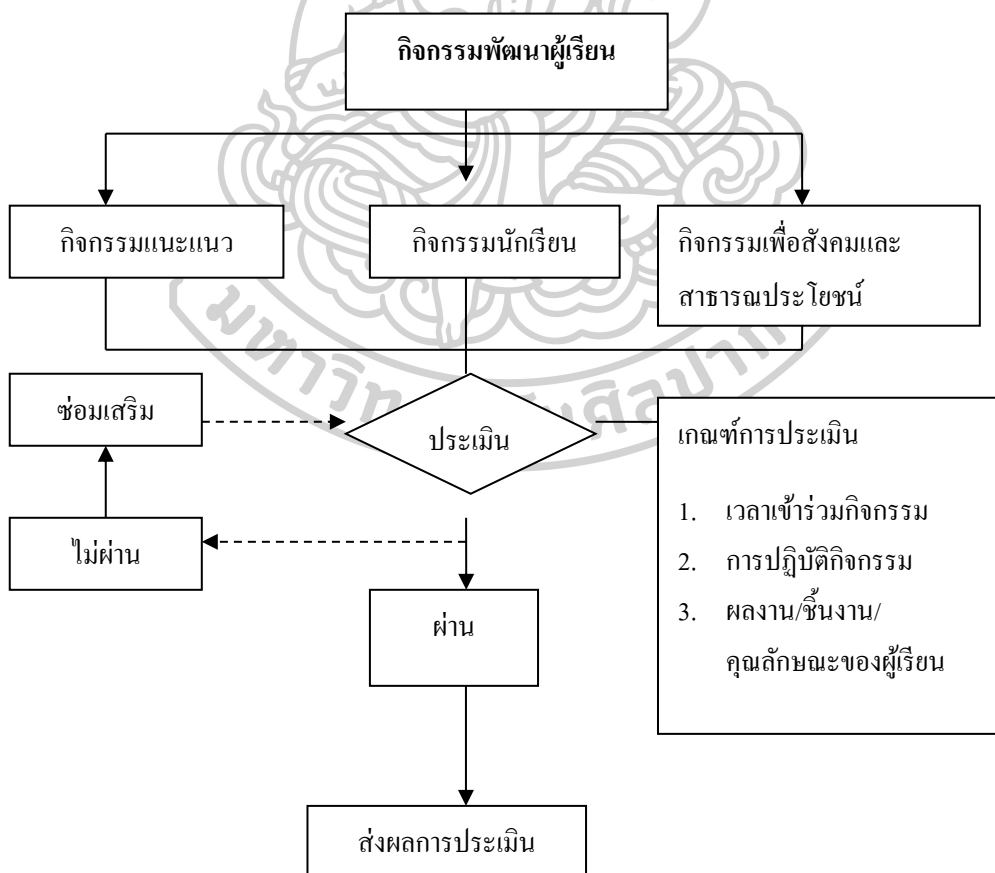 กิจกรรมพัฒนาผู้เรียน
กิจกรรมแนะแนว
กิจกรรมนักเรียน
กิจกรรมเพื่อสังคมและ
สาธารณประโยชน์
ซ่อมเสริม
ประเมิน
เกณฑ์การประเมิน
1. เวลาเข้าร่วมกิจกรรม
2. การปฏิบัติกิจกรรม
3. ผลงาน/ชิ้นงาน/
คุณลักษณะของผู้เรียน
ไม่ผ่าน
ผ่าน
ส่งผลการประเมิน